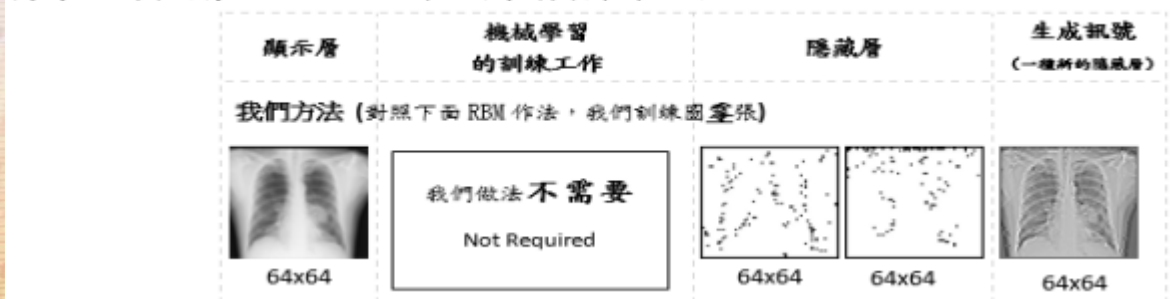 顯示層
機械學習
的訓練工作
隱藏層
生成訊號
(一種新的隱藏層)
我們方法 (對照下面 RBM 作法，我們訓練圖零張)
我們做法不需要
Not Required
64x64
64x64
64x64
64x64